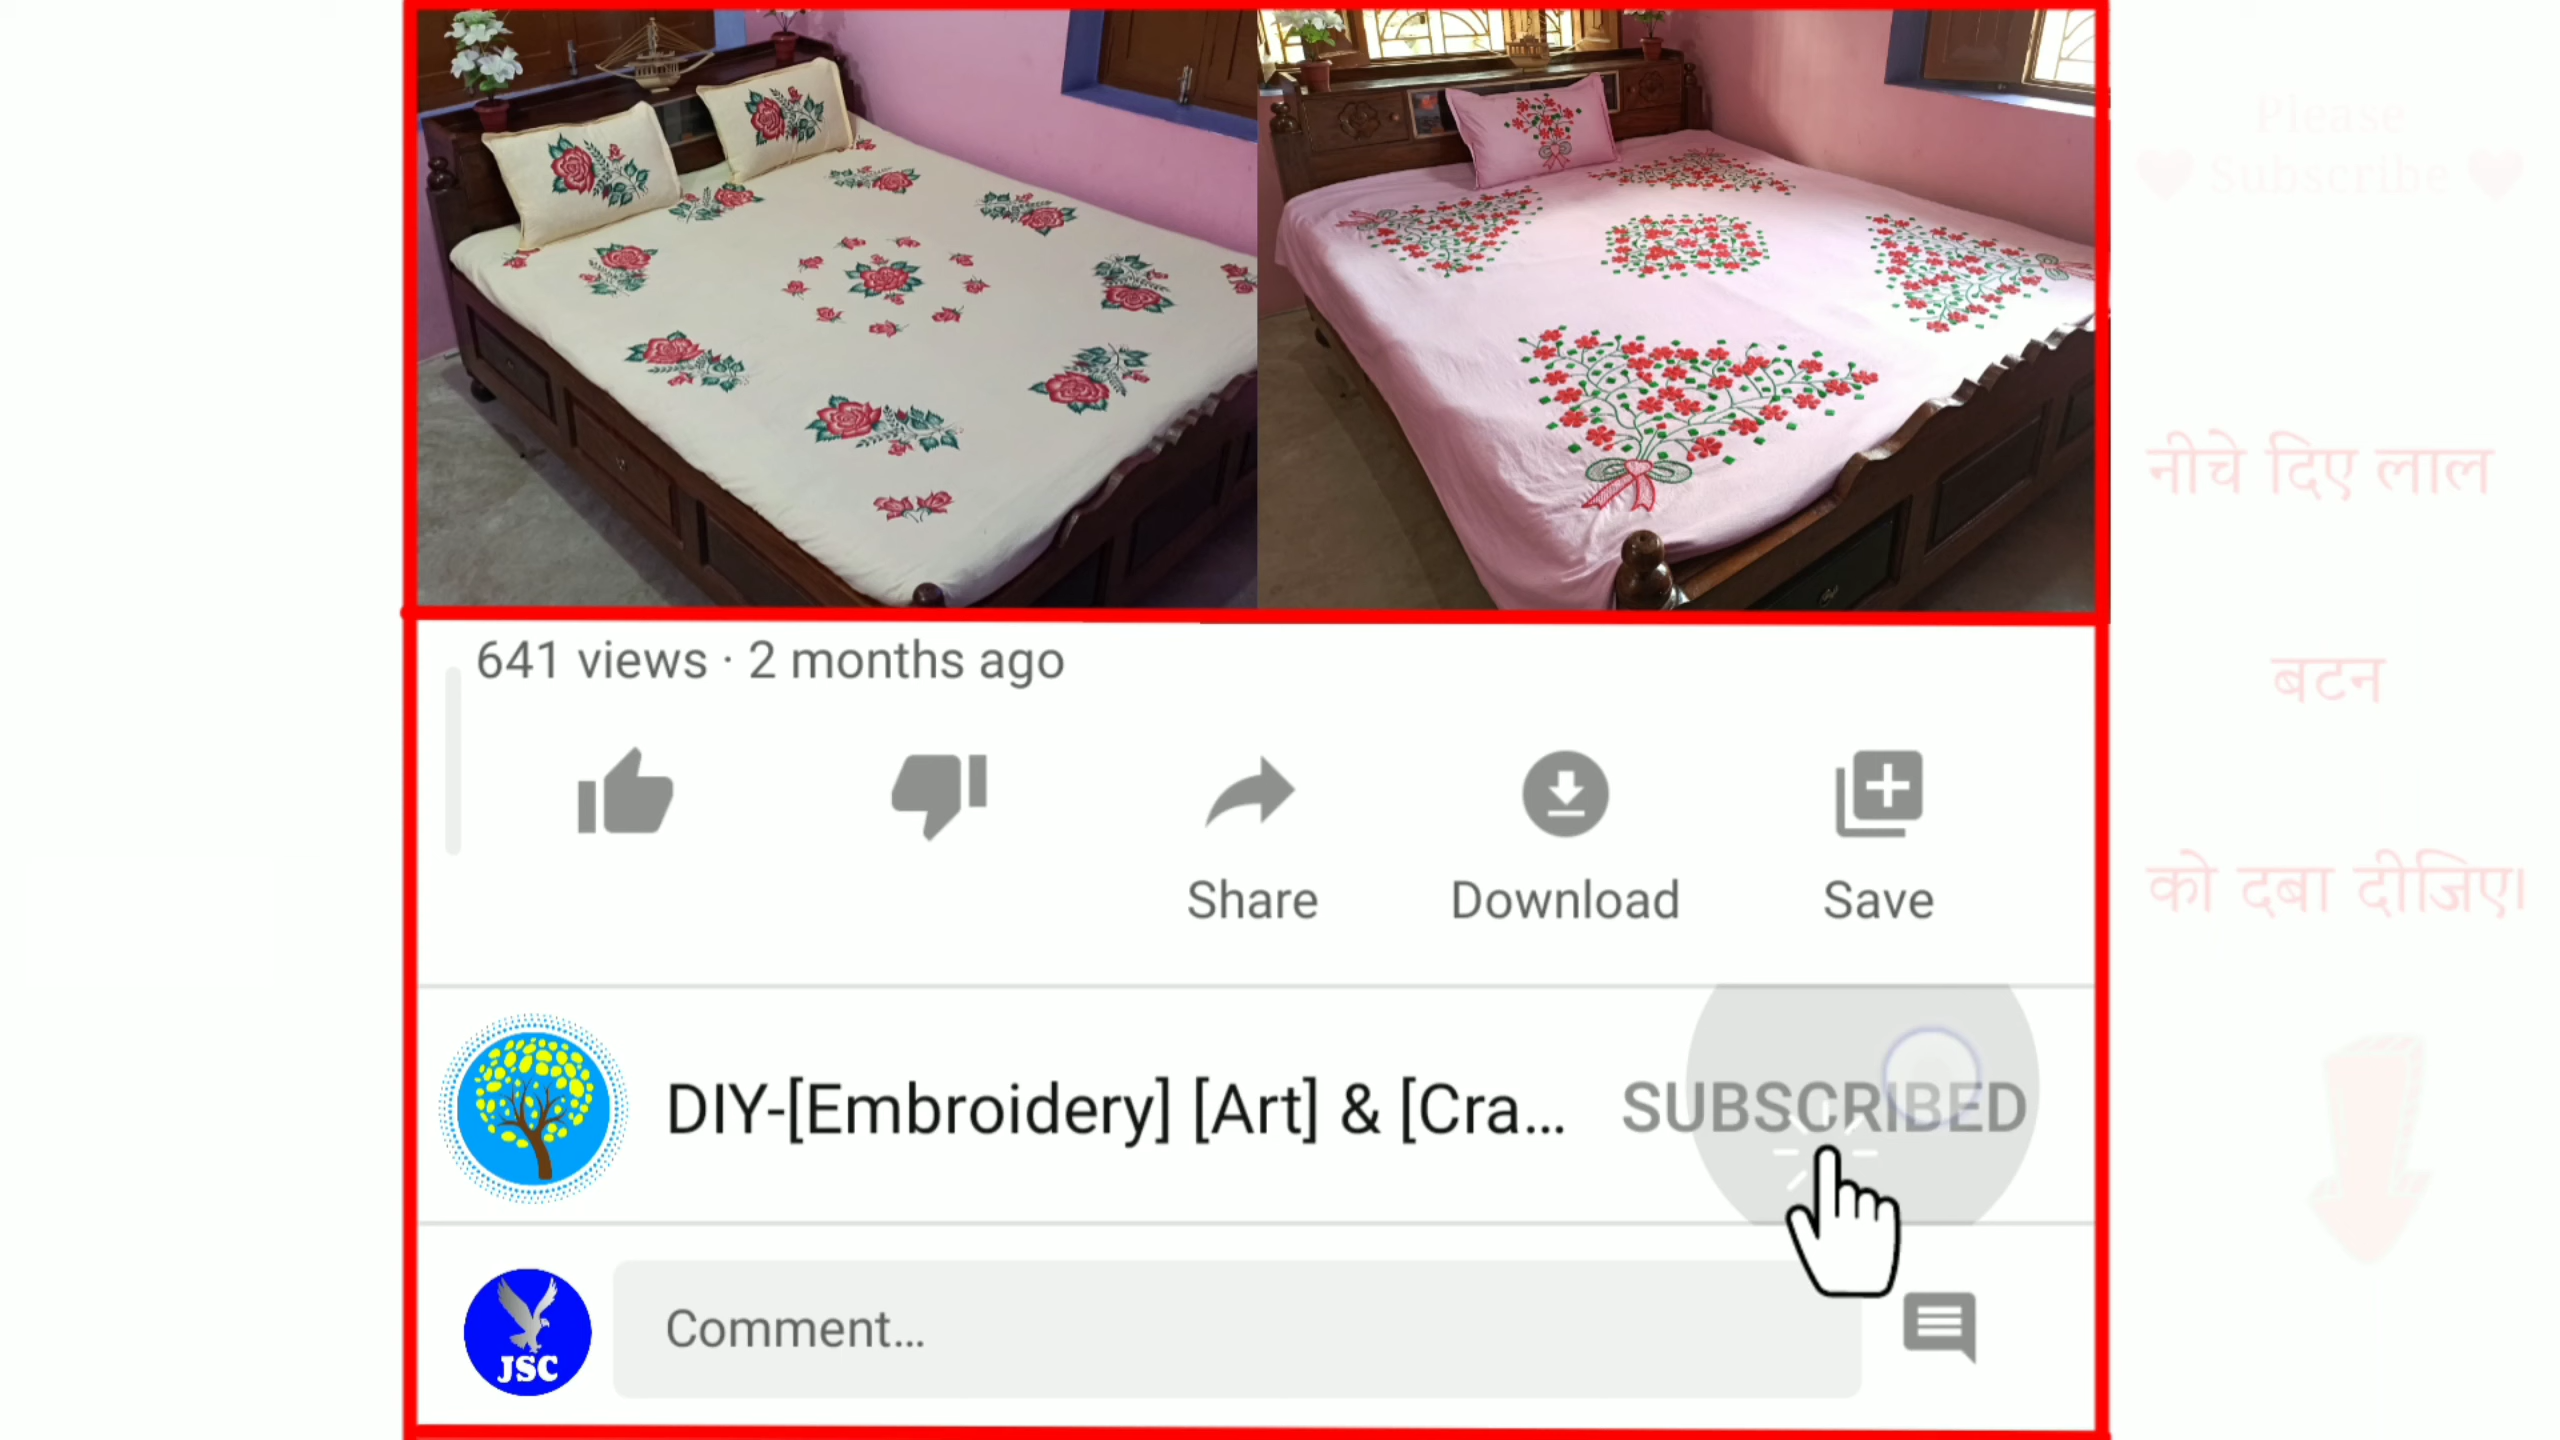 Please
Subscribe
नीचे दिए लाल
बटन
को दबा दीजिए।
641 views · 2 months ago
Share
Download
Save
DIY-[Embroidery] [Art] & [Cra...
SUBSCRIBED
JSC
Comment...